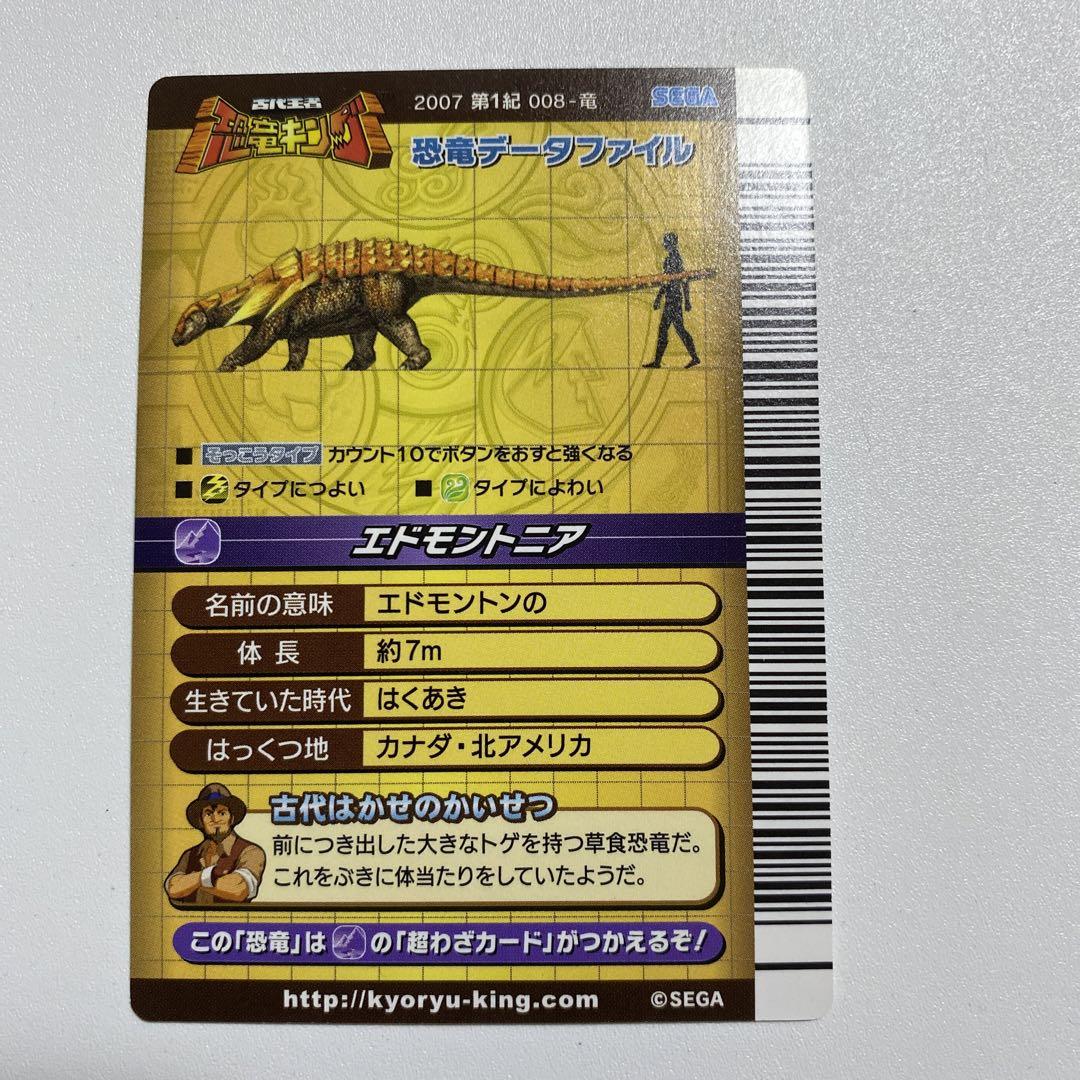 古代王者
恐竜キング
2007 第1紀 008-竜
SEGA
恐竜データファイル
■ そっこうタイプ カウント10でボタンをおすと強くなる
■ タイプにつよい ■ タイプによわい
エドモントニア
名前の意味 エドモントンの
体長 約7m
生きていた時代 はくあき
はっくつ地 カナダ・北アメリカ
古代はかせのかいせつ
前につき出した大きなトゲを持つ草食恐竜だ。
これをぶきに体当たりをしていたようだ。
この「恐竜」は の「超わざカード」がつかえるぞ!
http://kyoryu-king.com ©SEGA